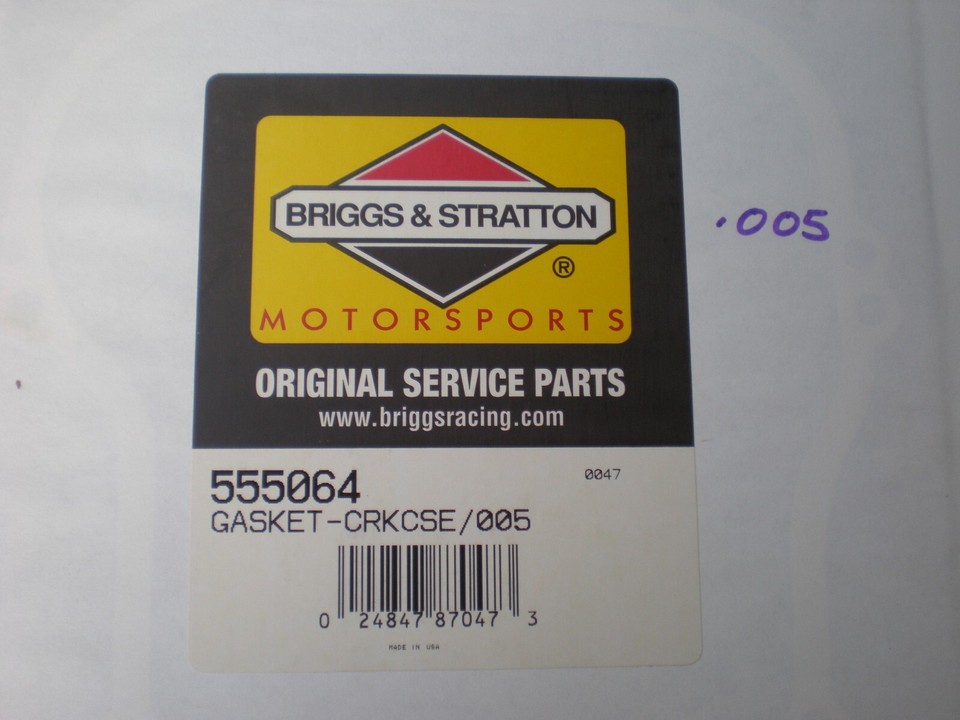 BRIGGS & STRATTON
®
MOTORSPORTS
.005
ORIGINAL SERVICE PARTS
www.briggsracing.com
555064
0047
GASKET-CRKCSE/005
0 24847 87047 3
MADE IN USA